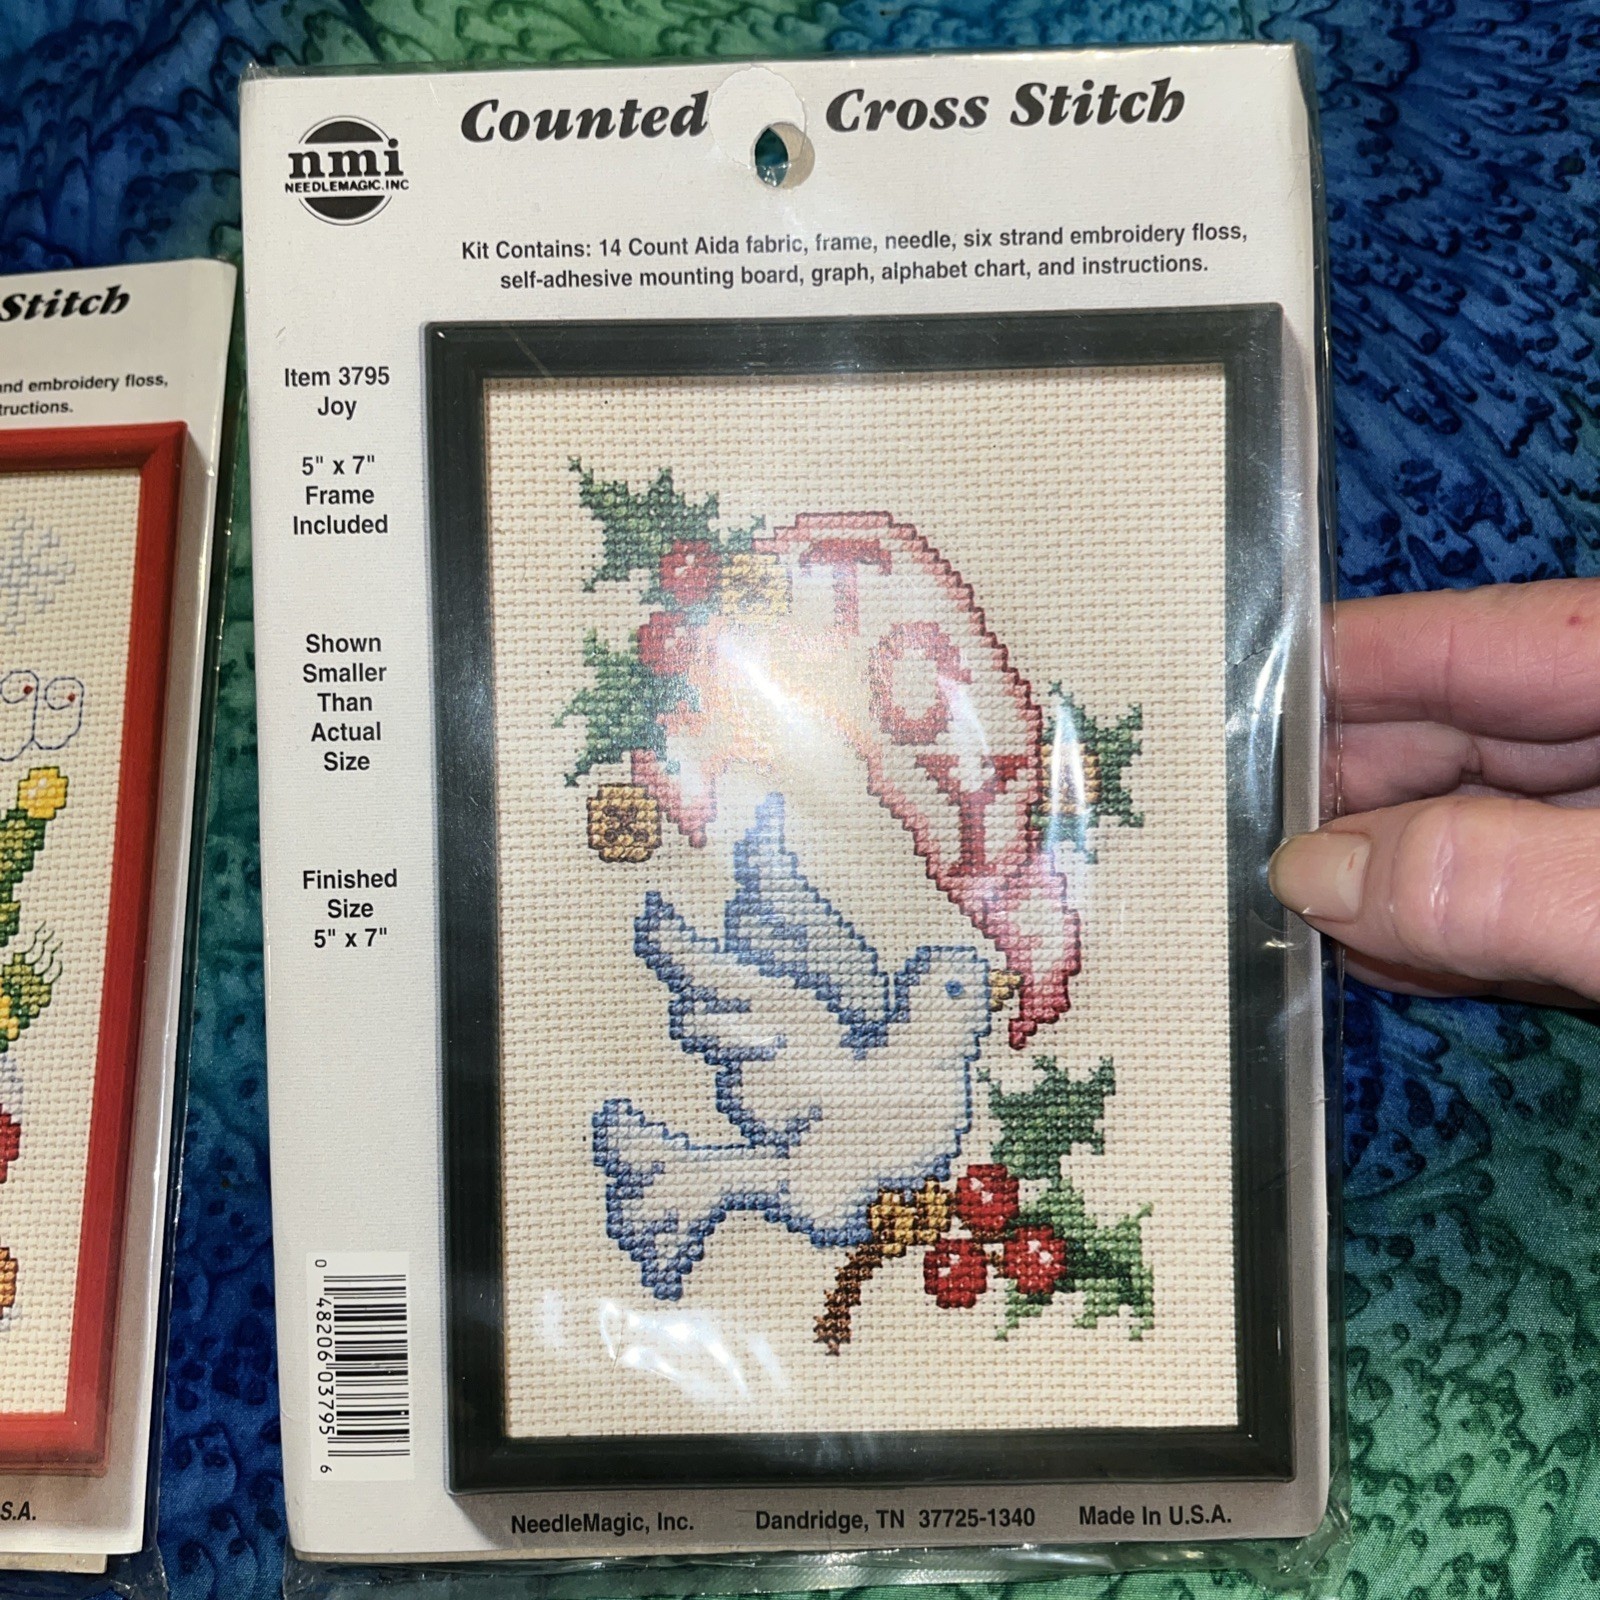 Stitch
and embroidery floss,
tructions.
S.A.
Counted Cross Stitch
nmi
NEEDLEMAGIC.INC
Kit Contains: 14 Count Aida fabric, frame, needle, six strand embroidery floss,
self-adhesive mounting board, graph, alphabet chart, and instructions.
Item 3795
Joy
5" x 7"
Frame
Included
Shown
Smaller
Than
Actual
Size
Finished
Size
5" x 7"
JOY
0 48206 03795 6
NeedleMagic, Inc. Dandridge, TN 37725-1340 Made In U.S.A.